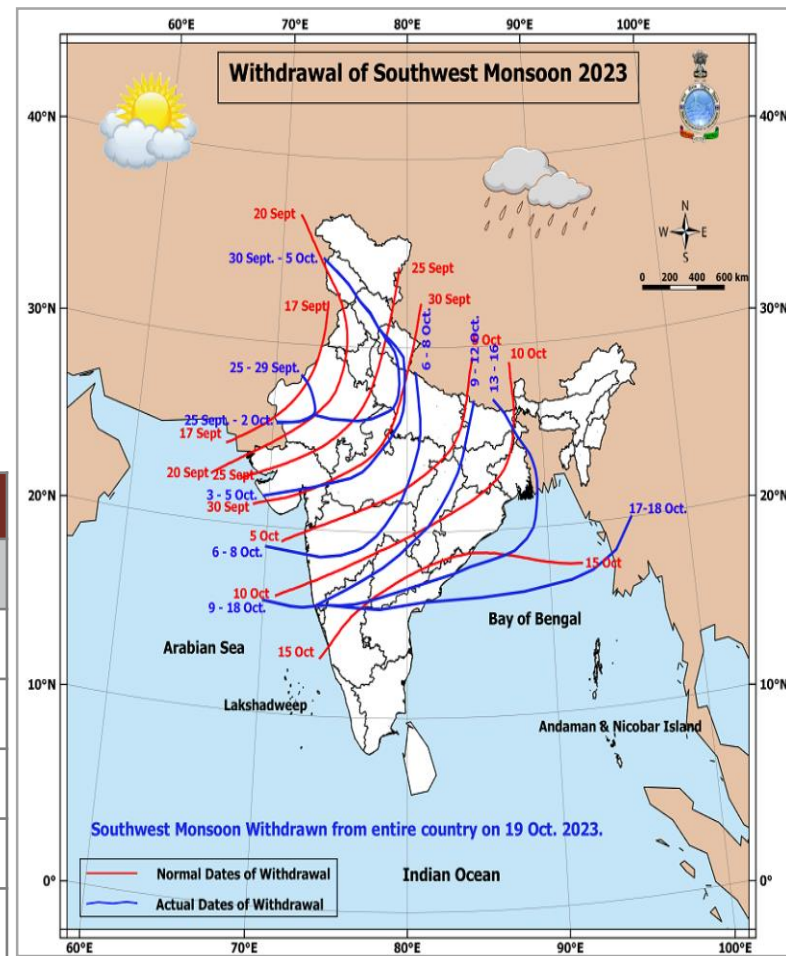 60°E 70°E 80°E 90°E 100°E
Withdrawal of Southwest Monsoon 2023
40°N 40°N
20 Sept
N
W E
S
30 Sept. - 5 Oct.
25 Sept
0 200 400 600 km
30°N 30°N
17 Sept
30 Sept
6 - 8 Oct.
9 - 12 Oct.
Oct
13 - 16
10 Oct
25 - 29 Sept.
25 Sept. - 2 Oct.
17 Sept
20 Sept
25 Sept
20°N 20°N
3 - 5 Oct.
30 Sept
17-18 Oct.
5 Oct
6 - 8 Oct.
15 Oct
10 Oct
9 - 18 Oct.
Bay of Bengal
Arabian Sea
15 Oct
10°N 10°N
Lakshadweep
Andaman & Nicobar Island
Southwest Monsoon Withdrawn from entire country on 19 Oct. 2023.
Normal Dates of Withdrawal
Indian Ocean
0° 0°
Actual Dates of Withdrawal
60°E 70°E 80°E 90°E 100°E